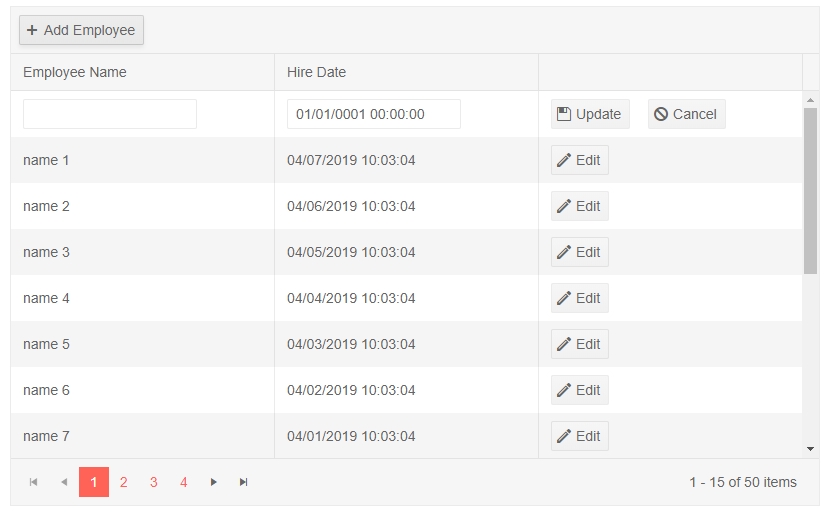 Add Employee
Employee Name Hire Date
01/01/0001 00:00:00 Update Cancel
name 1 04/07/2019 10:03:04 Edit
name 2 04/06/2019 10:03:04 Edit
name 3 04/05/2019 10:03:04 Edit
name 4 04/04/2019 10:03:04 Edit
name 5 04/03/2019 10:03:04 Edit
name 6 04/02/2019 10:03:04 Edit
name 7 04/01/2019 10:03:04 Edit
1 2 3 4 1 - 15 of 50 items